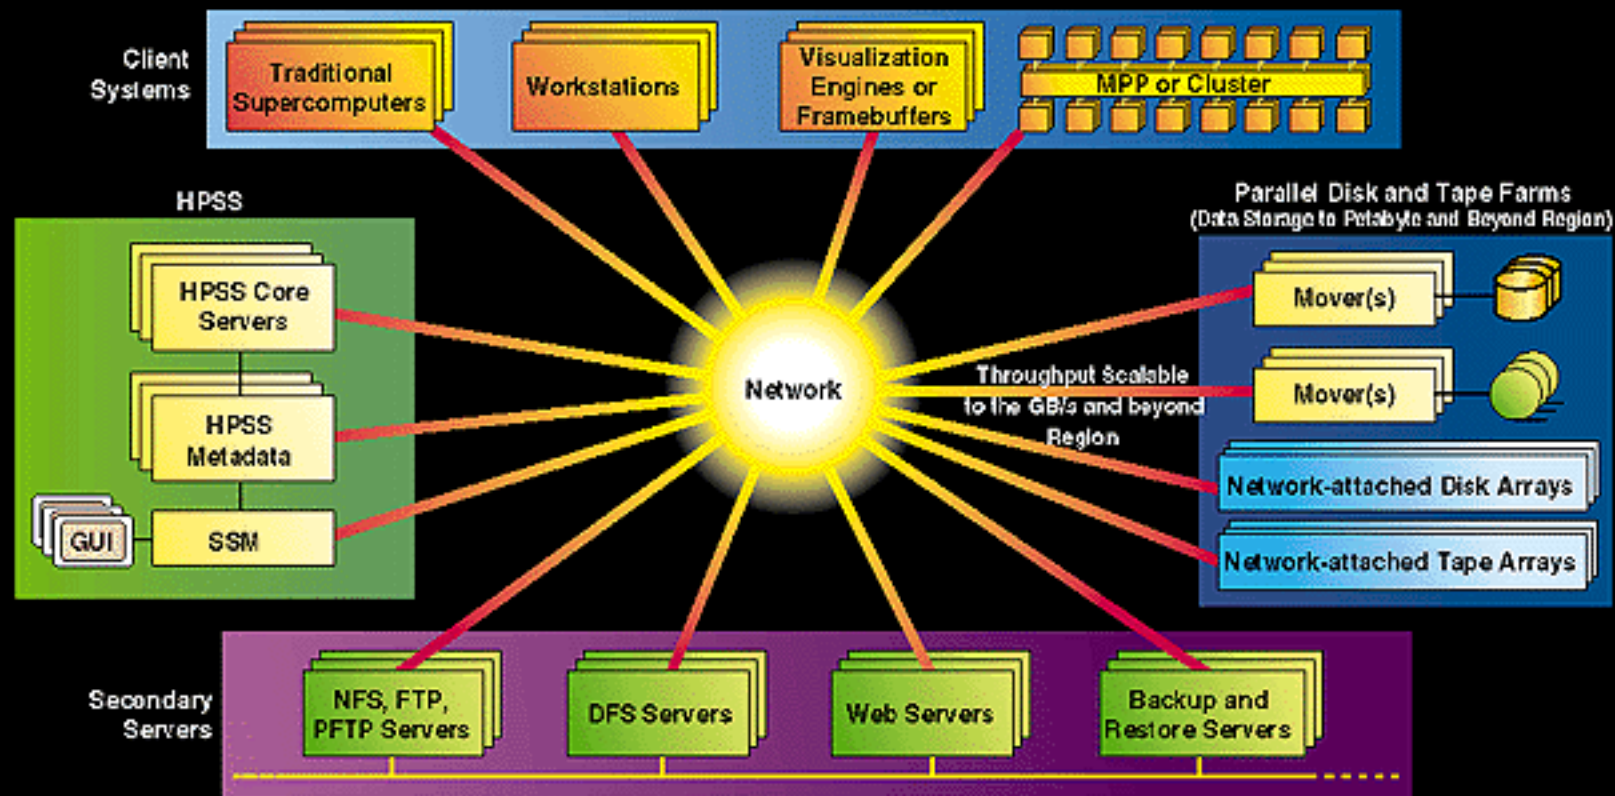 Client
Systems
Traditional
Supercomputers
Workstations
Visualization
Engines or
Framebuffers
MPP or Cluster
HPSS
HPSS Core
Servers
HPSS
Metadata
GUI
SSM
Network
Throughput Scalable
to the GB/s and beyond
Region
Parallel Disk and Tape Farms
(Data Storage to Petabyte and Beyond Region)
Mover(s)
Mover(s)
Network-attached Disk Arrays
Network-attached Tape Arrays
Secondary
Servers
NFS, FTP,
PFTP Servers
DFS Servers
Web Servers
Backup and
Restore Servers